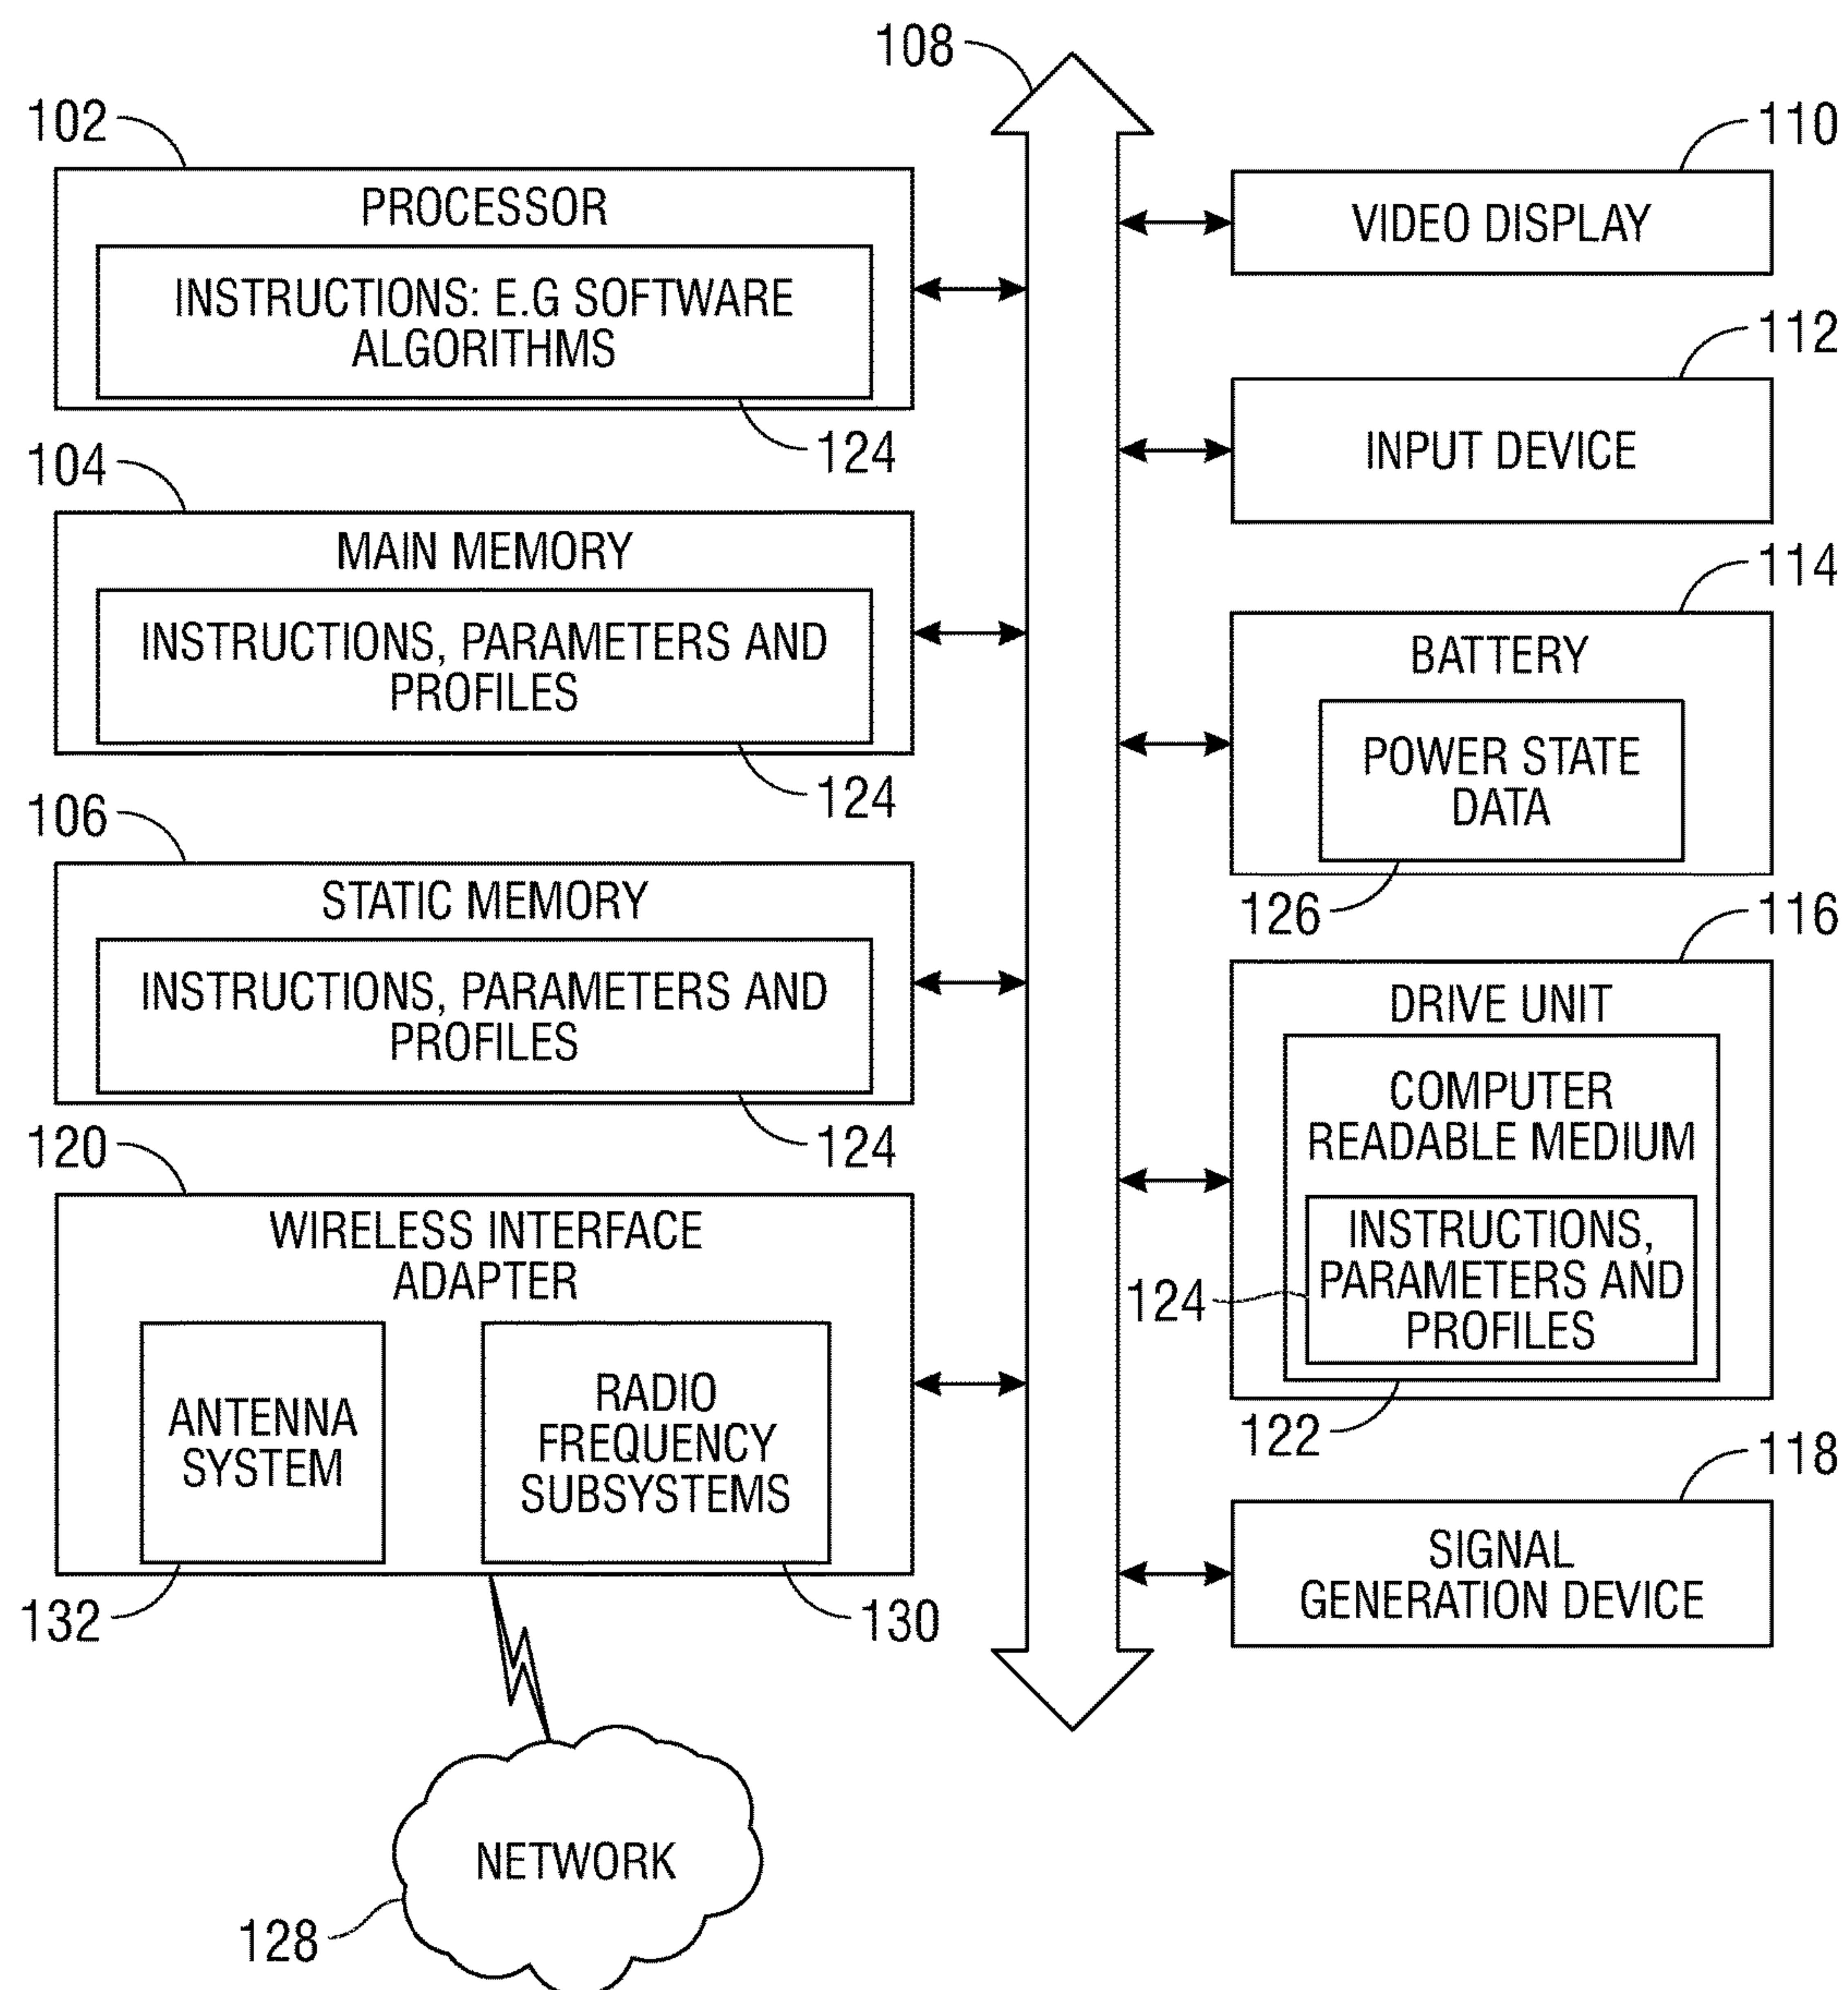 108
102
PROCESSOR
INSTRUCTIONS: E.G SOFTWARE
ALGORITHMS
124
104
MAIN MEMORY
INSTRUCTIONS, PARAMETERS AND
PROFILES
124
106
STATIC MEMORY
INSTRUCTIONS, PARAMETERS AND
PROFILES
124
120
WIRELESS INTERFACE
ADAPTER
ANTENNA
SYSTEM
RADIO
FREQUENCY
SUBSYSTEMS
132
130
NETWORK
128
110
VIDEO DISPLAY
112
INPUT DEVICE
114
BATTERY
POWER STATE
DATA
126
116
DRIVE UNIT
COMPUTER
READABLE MEDIUM
INSTRUCTIONS,
PARAMETERS AND
PROFILES
124
122
118
SIGNAL
GENERATION DEVICE